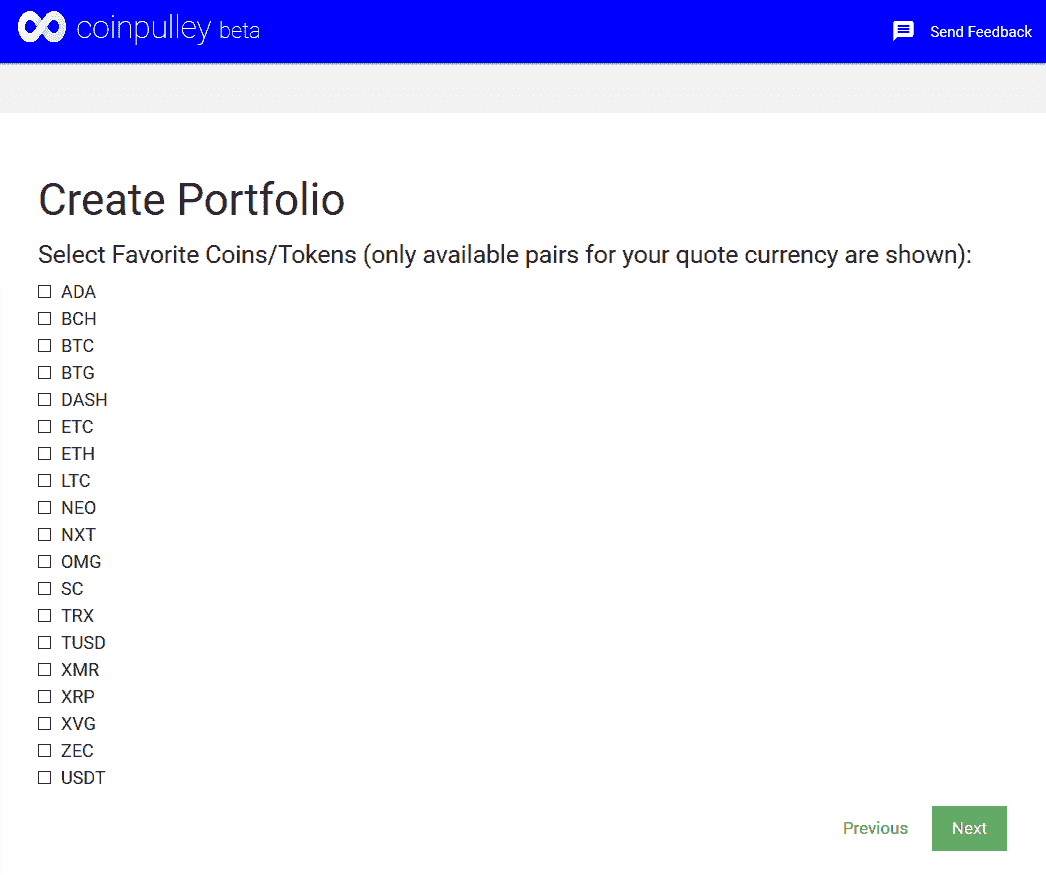 coinpulley beta
Send Feedback
Create Portfolio
Select Favorite Coins/Tokens (only available pairs for your quote currency are shown):
ADA
BCH
BTC
BTG
DASH
ETC
ETH
LTC
NEO
NXT
OMG
SC
TRX
TUSD
XMR
XRP
XVG
ZEC
USDT
Previous
Next